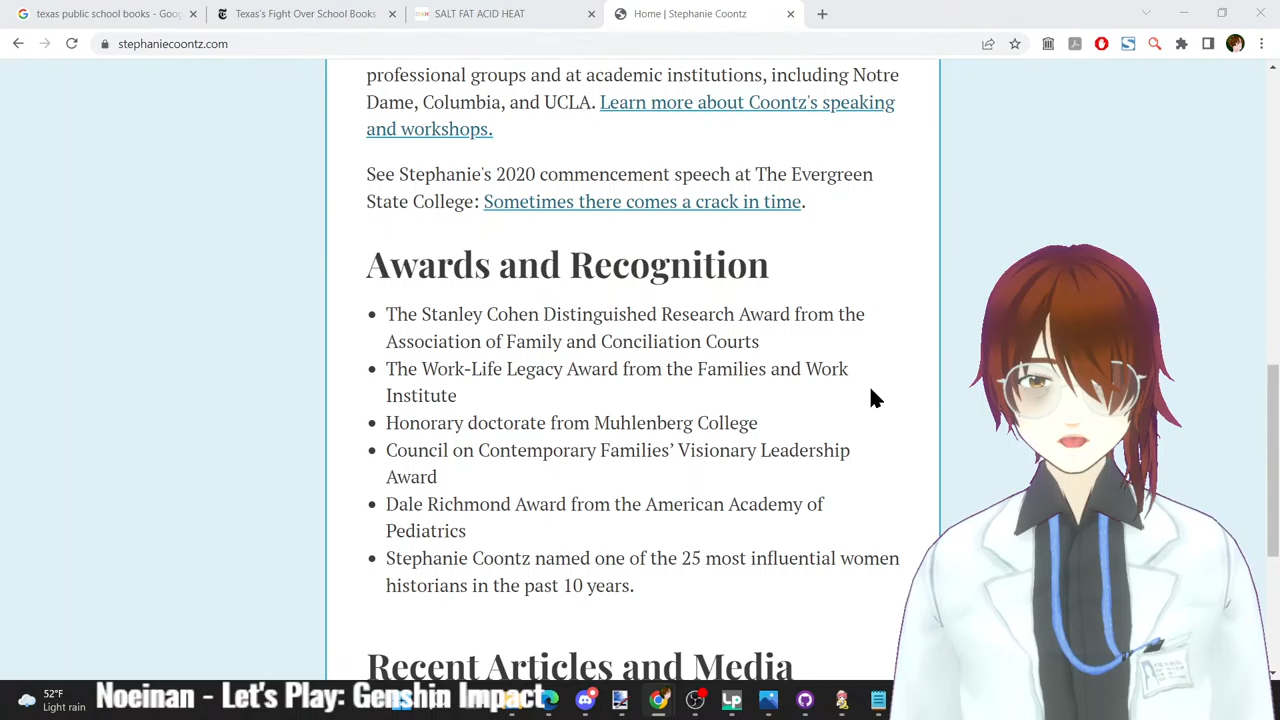 texas public school books - Goog
Texas's Fight Over School Books
SALT FAT ACID HEAT
Home | Stephanie Coontz
stephaniecoontz.com
professional groups and at academic institutions, including Notre
Dame, Columbia, and UCLA. Learn more about Coontz's speaking
and workshops.
See Stephanie's 2020 commencement speech at The Evergreen
State College: Sometimes there comes a crack in time.
Awards and Recognition
The Stanley Cohen Distinguished Research Award from the
Association of Family and Conciliation Courts
The Work-Life Legacy Award from the Families and Work
Institute
Honorary doctorate from Muhlenberg College
Council on Contemporary Families' Visionary Leadership
Award
Dale Richmond Award from the American Academy of
Pediatrics
Stephanie Coontz named one of the 25 most influential women
historians in the past 10 years.
Recent Articles and Media
52°F
Light rain
Noeinan - Let's Play: Genshin Impact